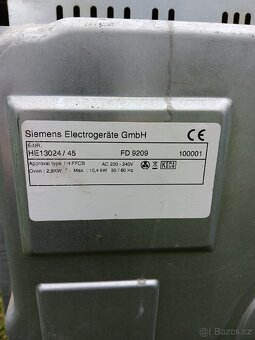 Siemens Electrogeräte GmbH
CE
E-NR.
HE13024 / 45 FD 9209 100001
Approval type / H FFCB AC 220 - 240V
Oven : 2,8KW Max : 10,4 kW 50 / 60 Hz
bazos.cz